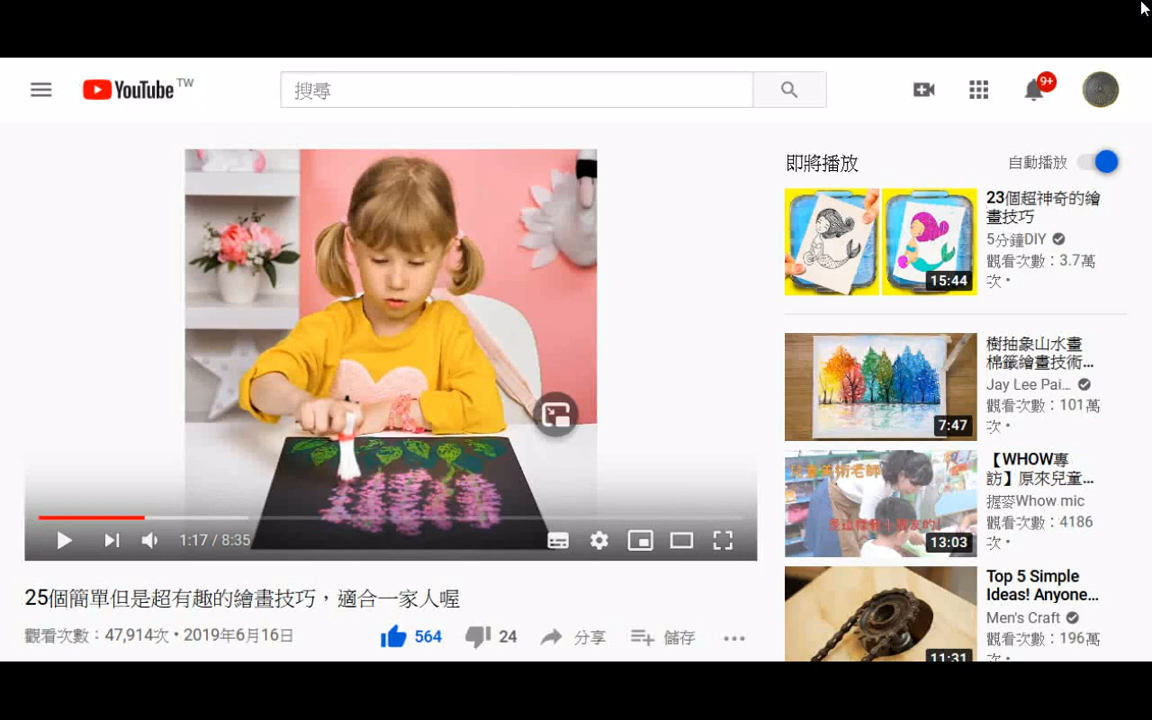 YouTube TW
搜尋
9+
即將播放
自動播放
23個超神奇的繪
畫技巧
5分鐘DIY
觀看次數：3.7萬
次・
15:44
樹抽象山水畫
棉籤繪畫技術...
Jay Lee Pai...
觀看次數：101萬
次・
7:47
【WHOW專
訪】原來兒童...
握麥Whow mic
觀看次數：4186
次・
13:03
Top 5 Simple
Ideas! Anyone...
Men's Craft
觀看次數：196萬
次・
11:31
1:17 / 8:35
25個簡單但是超有趣的繪畫技巧，適合一家人喔
觀看次數：47,914次・2019年6月16日
564
24
分享
儲存